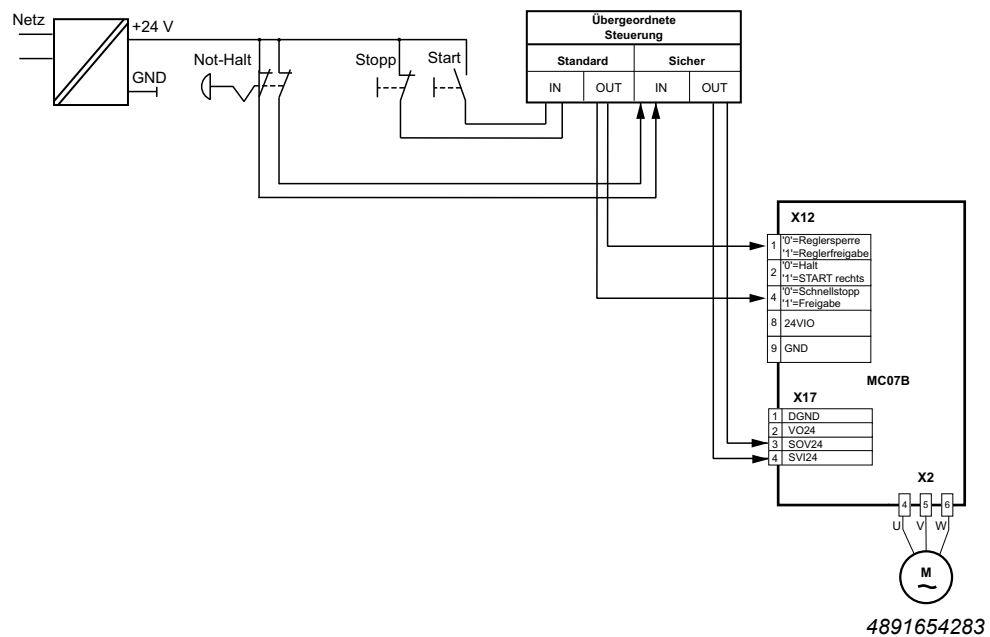 Netz
+24 V
GND
Not-Halt
Stopp
Start
Übergeordnete
Steuerung
Standard
Sicher
IN
OUT
IN
OUT
X12
1
'0'=Reglersperre
'1'=Reglerfreigabe
2
'0'=Halt
'1'=START rechts
4
'0'=Schnellstopp
'1'=Freigabe
8
24VIO
9
GND
MC07B
X17
1
DGND
2
VO24
3
SOV24
4
SVI24
X2
4
5
6
U
V
W
M
4891654283